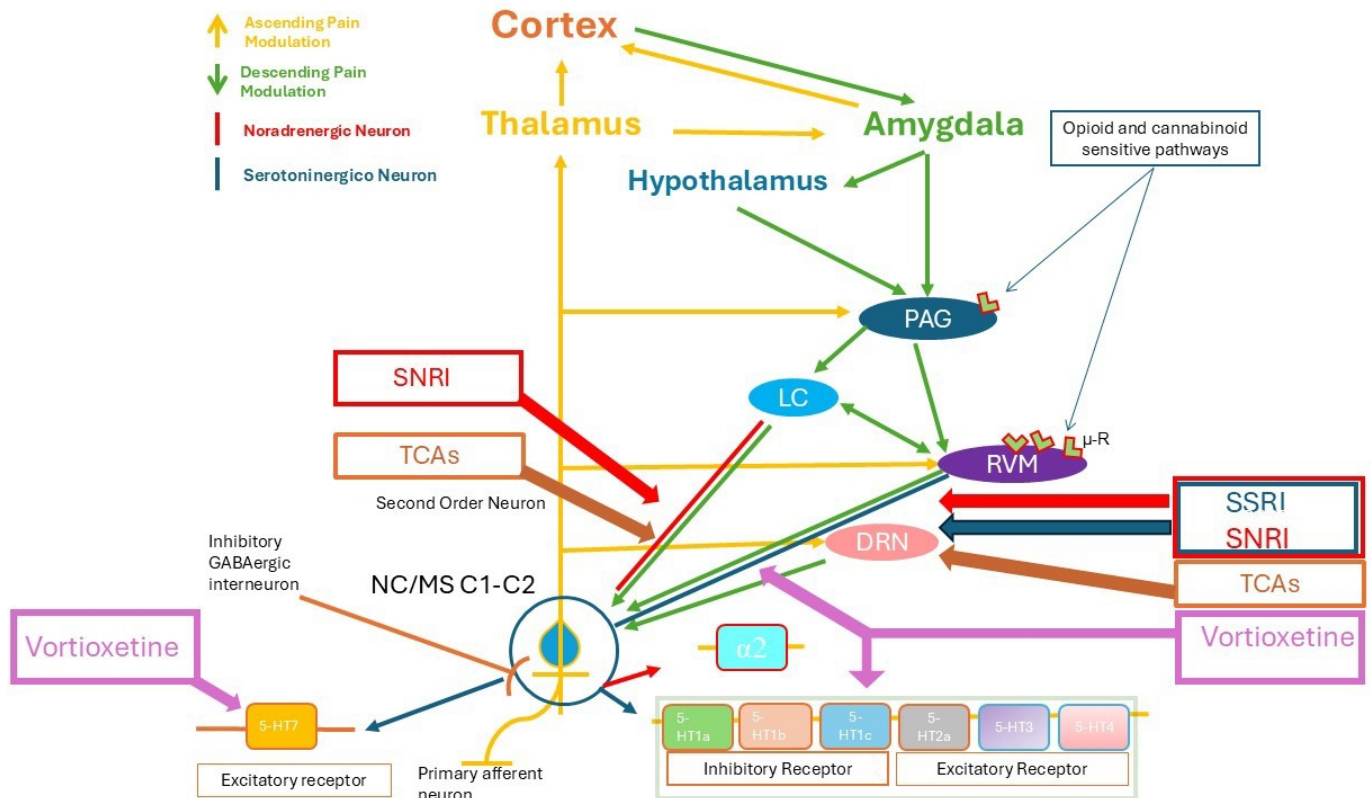 Ascending Pain
Modulation
Descending Pain
Modulation
Noradrenergic Neuron
Serotoninergico Neuron
Cortex
Thalamus
Amygdala
Hypothalamus
Opioid and cannabinoid
sensitive pathways
PAG
LC
RVM
μ-R
DRN
SNRI
TCAs
Second Order Neuron
Inhibitory
GABAergic
interneuron
NC/MS C1-C2
SSRI
SNRI
TCAs
Vortioxetine
Vortioxetine
α2
5-HT7
Excitatory receptor
Primary afferent
neuron
5-
HT1a
5-
HT1b
5-
HT1c
5-
HT2a
5-HT3
5-HT4
Inhibitory Receptor
Excitatory Receptor